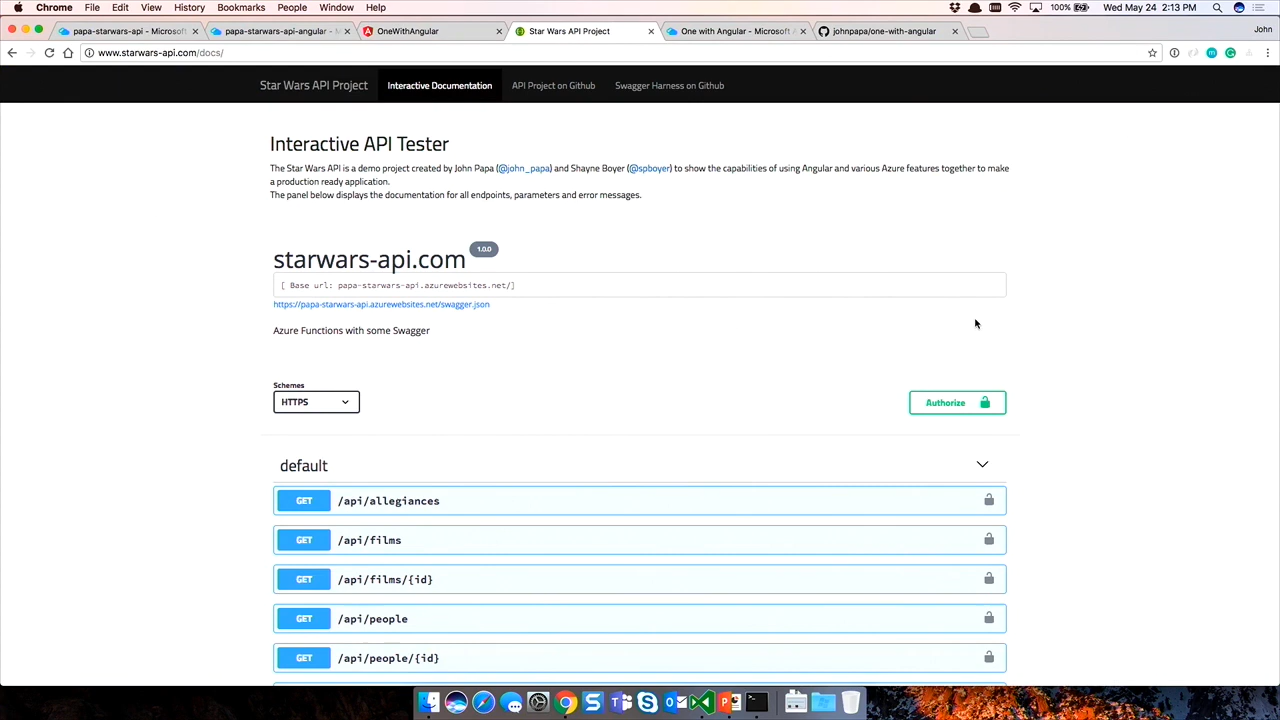 Chrome File Edit View History Bookmarks People Window Help 100% Wed May 24 2:13 PM
papa-starwars-api - Microsoft papa-starwars-api-angular - M OneWithAngular Star Wars API Project One with Angular - Microsoft A johnpapa/one-with-angular John
www.starwars-api.com/docs/
Star Wars API Project Interactive Documentation API Project on Github Swagger Harness on Github
Interactive API Tester
The Star Wars API is a demo project created by John Papa (@john_papa) and Shayne Boyer (@spboyer) to show the capabilities of using Angular and various Azure features together to make
a production ready application.
The panel below displays the documentation for all endpoints, parameters and error messages.
starwars-api.com 1.0.0
[ Base url: papa-starwars-api.azurewebsites.net/]
https://papa-starwars-api.azurewebsites.net/swagger.json
Azure Functions with some Swagger
Schemes
HTTPS Authorize
default
GET /api/allegiances
GET /api/films
GET /api/films/{id}
GET /api/people
GET /api/people/{id}